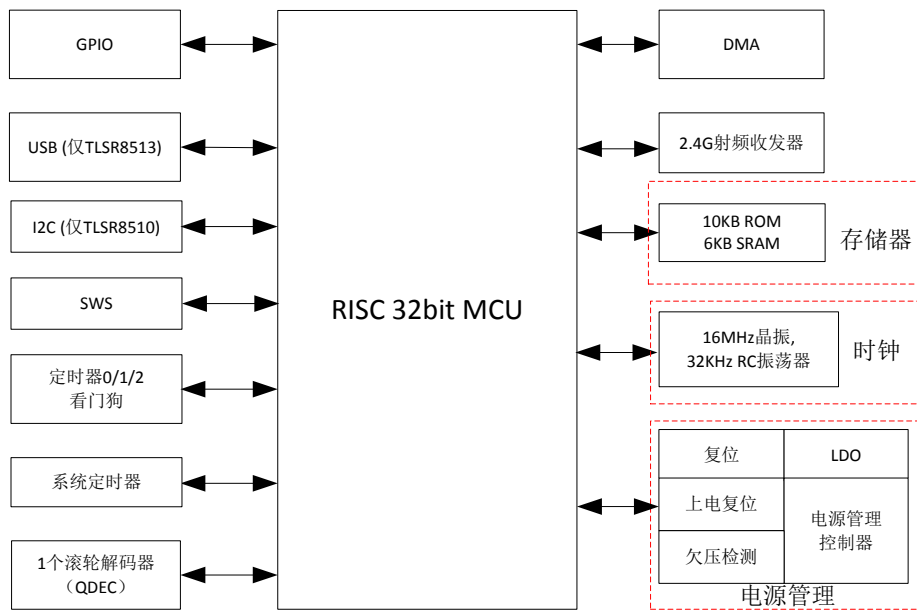 GPIO
USB (仅TLSR8513)
I2C (仅TLSR8510)
SWS
定时器0/1/2
看门狗
系统定时器
1个滚轮解码器
（QDEC）
RISC 32bit MCU
DMA
2.4G射频收发器
10KB ROM
6KB SRAM
存储器
16MHz晶振,
32KHz RC振荡器
时钟
复位
LDO
上电复位
电源管理
控制器
欠压检测
电源管理